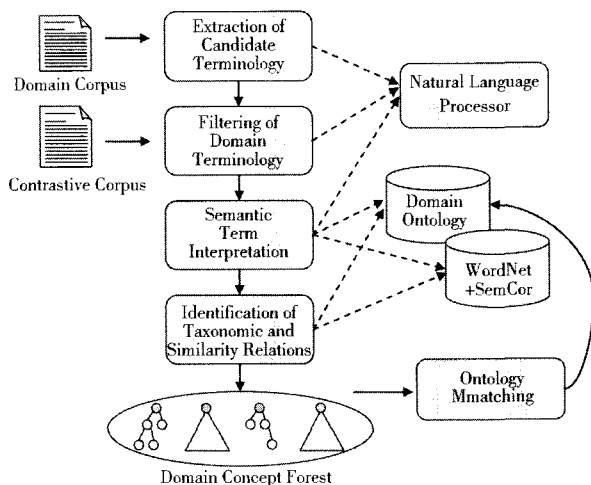 Extraction of
Candidate
Terminology
Domain Corpus
Natural Language
Processor
Filtering of
Domain
Terminology
Contrastive Corpus
Domain
Ontology
Semantic
Term
Interpretation
WordNet
+SemCor
Identification of
Taxonomic and
Similarity Relations
Ontology
Mmatching
Domain Concept Forest